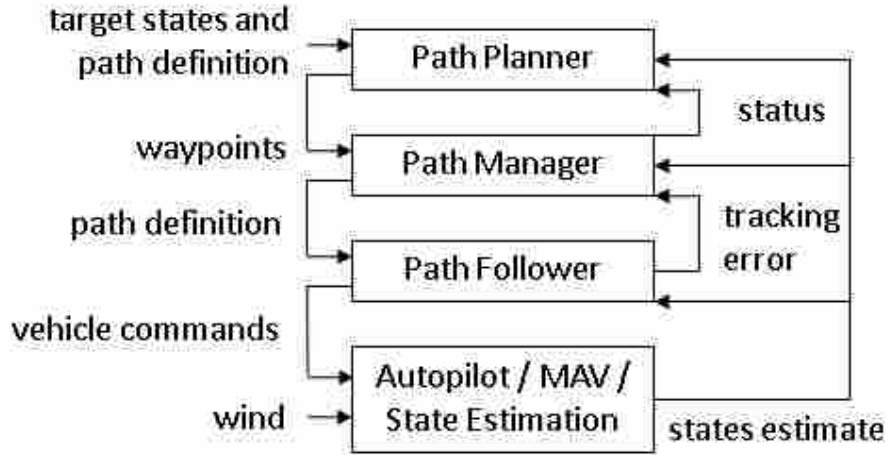 target states and
path definition
Path Planner
status
waypoints
Path Manager
path definition
tracking
error
Path Follower
vehicle commands
Autopilot / MAV /
State Estimation
wind
states estimate